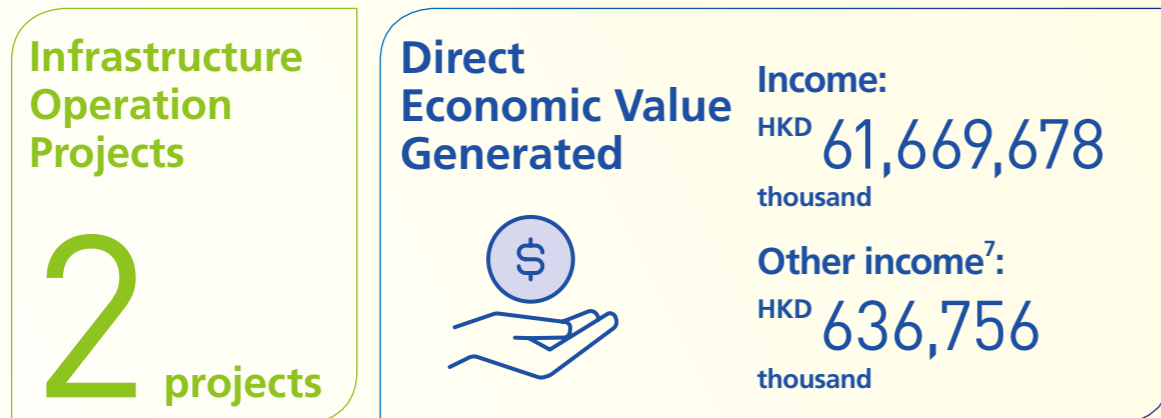 Infrastructure
Operation
Projects
2 projects
Direct
Economic Value
Generated
$
Income:
HKD 61,669,678
thousand
Other income⁷:
HKD 636,756
thousand